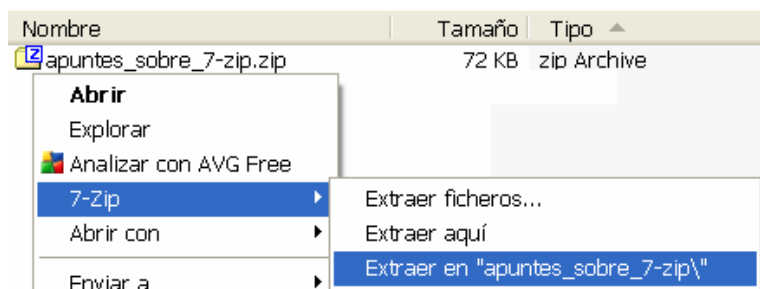 Nombre Tamaño Tipo
apuntes_sobre_7-zip.zip 72 KB zip Archive
Abrir
Explorar
Analizar con AVG Free
7-Zip
Extraer ficheros...
Abrir con
Extraer aquí
Enviar a
Extraer en "apuntes_sobre_7-zip\"